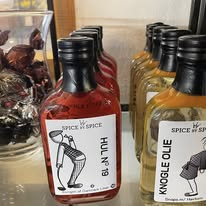 SPICE BY SPICE
HUL Nº 19
SPICE BY SPICE
KNOGLE OLIE